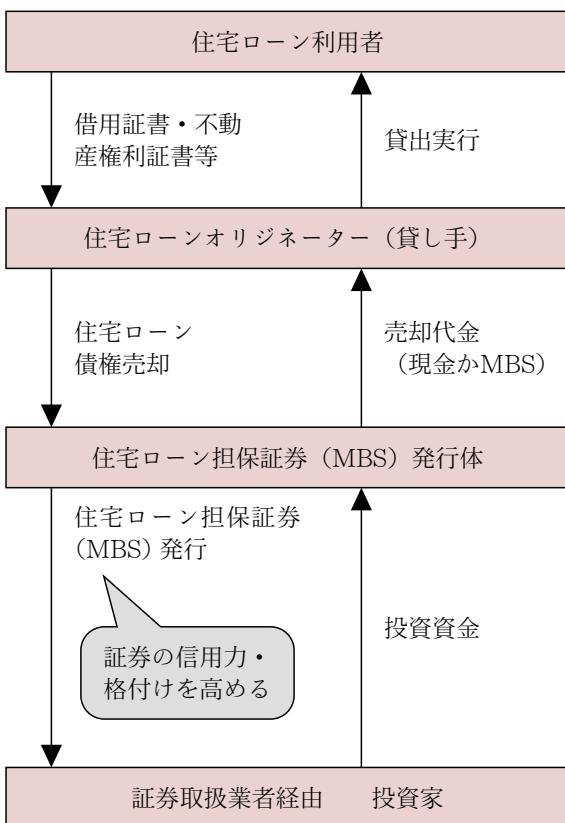 住宅ローン利用者
借用証書・不動
産権利証書等
貸出実行
住宅ローンオリジネーター（貸し手）
住宅ローン
債権売却
売却代金
（現金かMBS）
住宅ローン担保証券（MBS）発行体
住宅ローン担保証券
（MBS）発行
証券の信用力・
格付けを高める
投資資金
証券取扱業者経由　　投資家